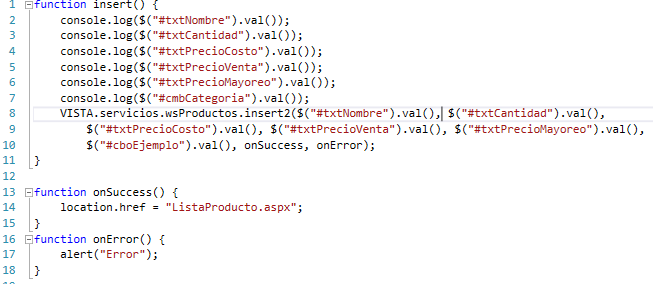 1 function insert() {
2 console.log($("#txtNombre").val());
3 console.log($("#txtCantidad").val());
4 console.log($("#txtPrecioCosto").val());
5 console.log($("#txtPrecioVenta").val());
6 console.log($("#txtPrecioMayoreo").val());
7 console.log($("#cmbCategoria").val());
8 VISTA.servicios.wsProductos.insert2($("#txtNombre").val(), $("#txtCantidad").val(),
9 $("#txtPrecioCosto").val(), $("#txtPrecioVenta").val(), $("#txtPrecioMayoreo").val(),
10 $("#cboEjemplo").val(), onSuccess, onError);
11 }
12
13 function onSuccess() {
14 location.href = "ListaProducto.aspx";
15 }
16 function onError() {
17 alert("Error");
18 }